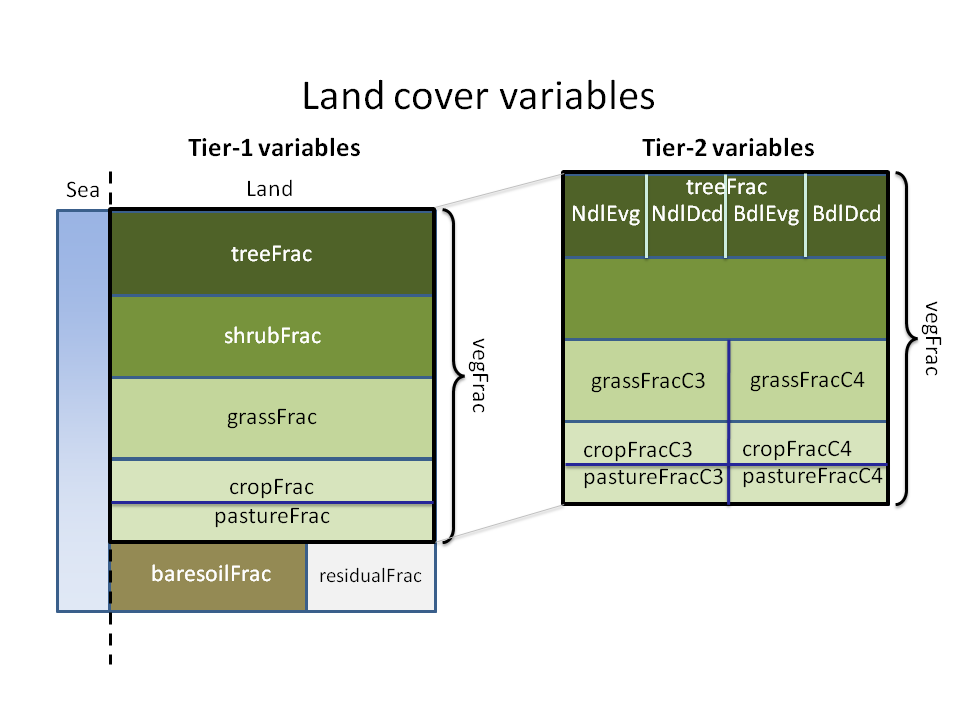 Land cover variables
Tier-1 variables
Tier-2 variables
Sea
Land
treeFrac
shrubFrac
grassFrac
cropFrac
pastureFrac
baresoilFrac
residualFrac
vegFrac
treeFrac
NdlEvg NdlDcd BdlEvg BdlDcd
grassFracC3 grassFracC4
cropFracC3 cropFracC4
pastureFracC3 pastureFracC4
vegFrac